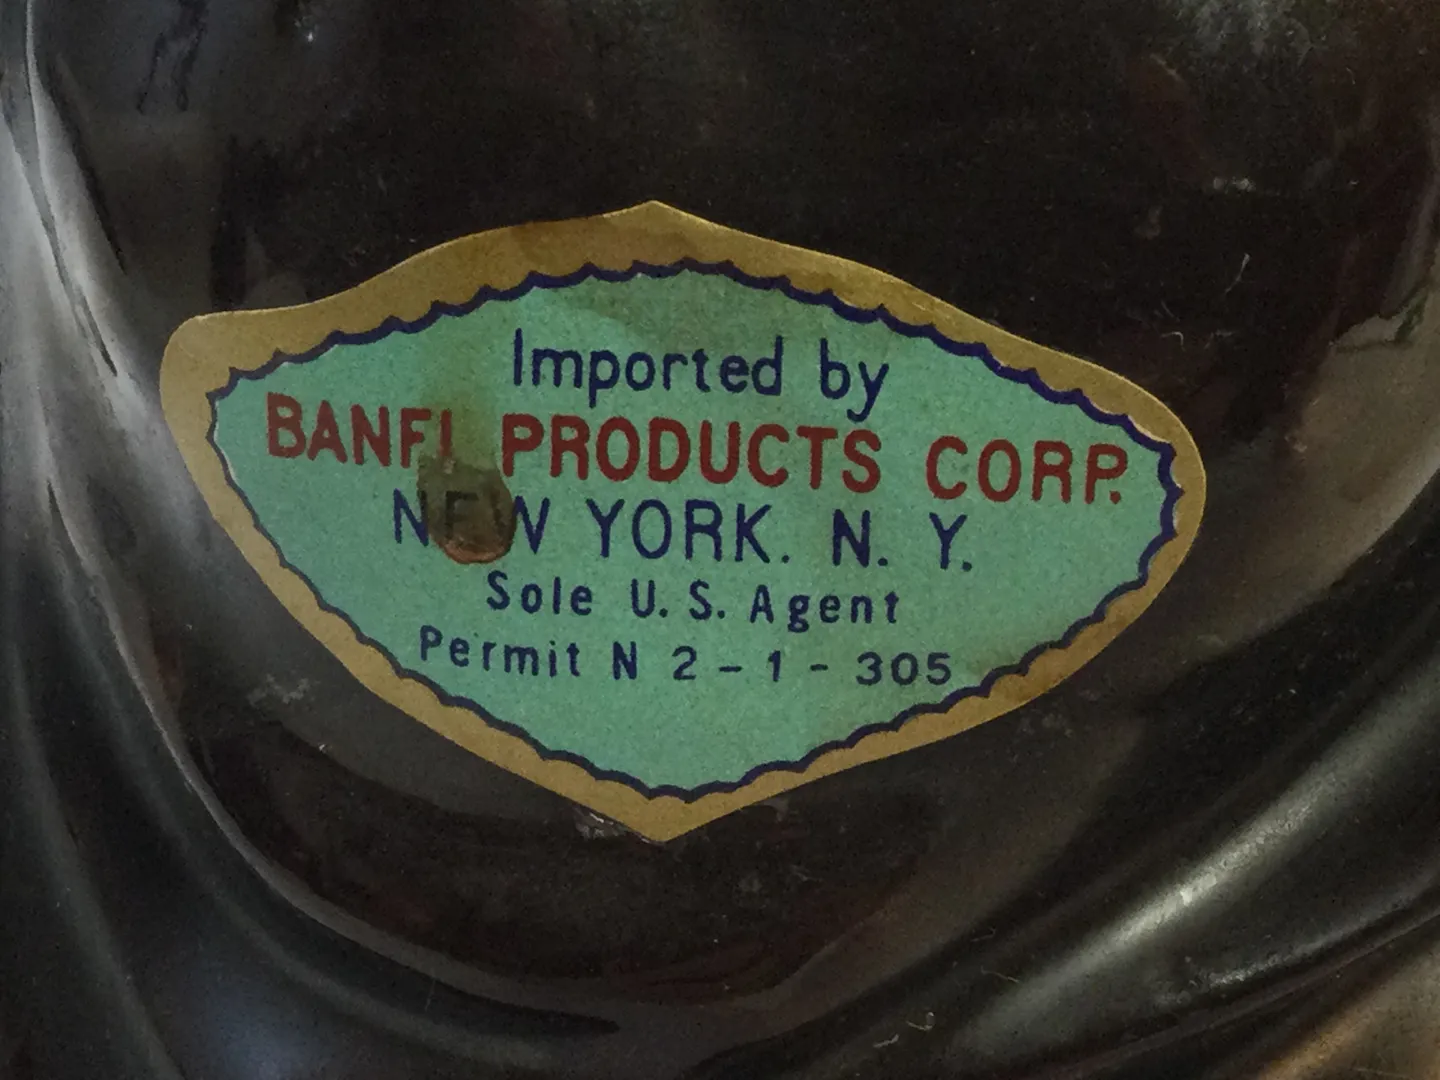 Imported by
BANFI PRODUCTS CORP.
NEW YORK. N. Y.
Sole U. S. Agent
Permit N 2 - 1 - 305